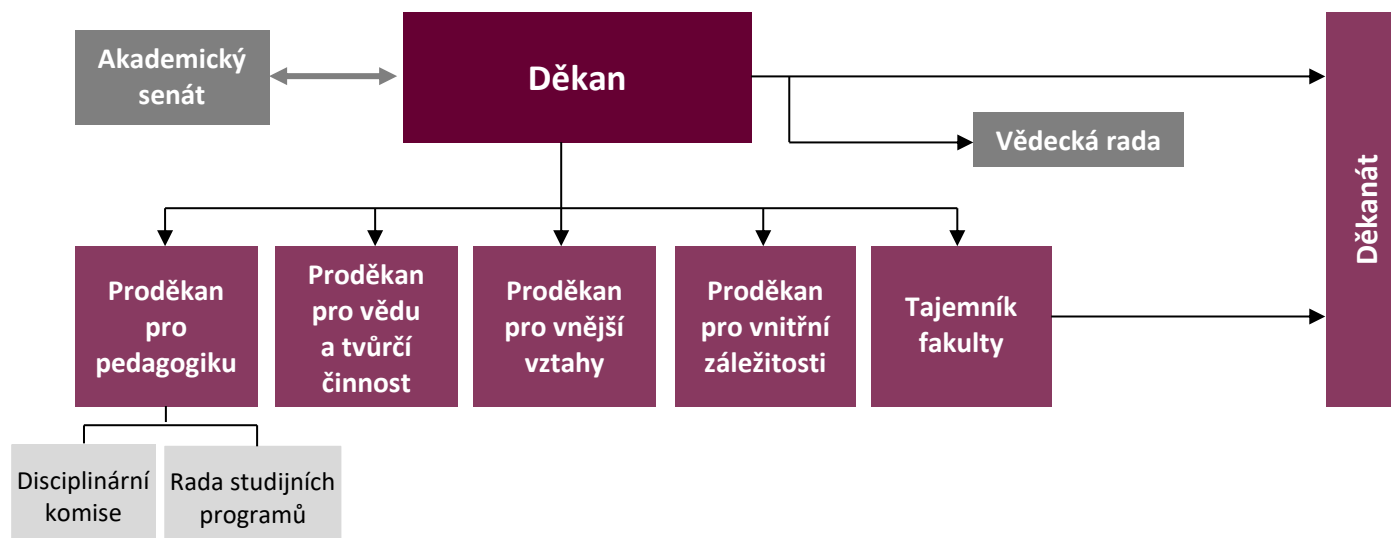 Akademický
senát
Děkan
Vědecká rada
Děkanát
Proděkan
pro
pedagogiku
Proděkan
pro vědu
a tvůrčí
činnost
Proděkan
pro vnější
vztahy
Proděkan
pro vnitřní
záležitosti
Tajemník
fakulty
Disciplinární
komise
Rada studijních
programů